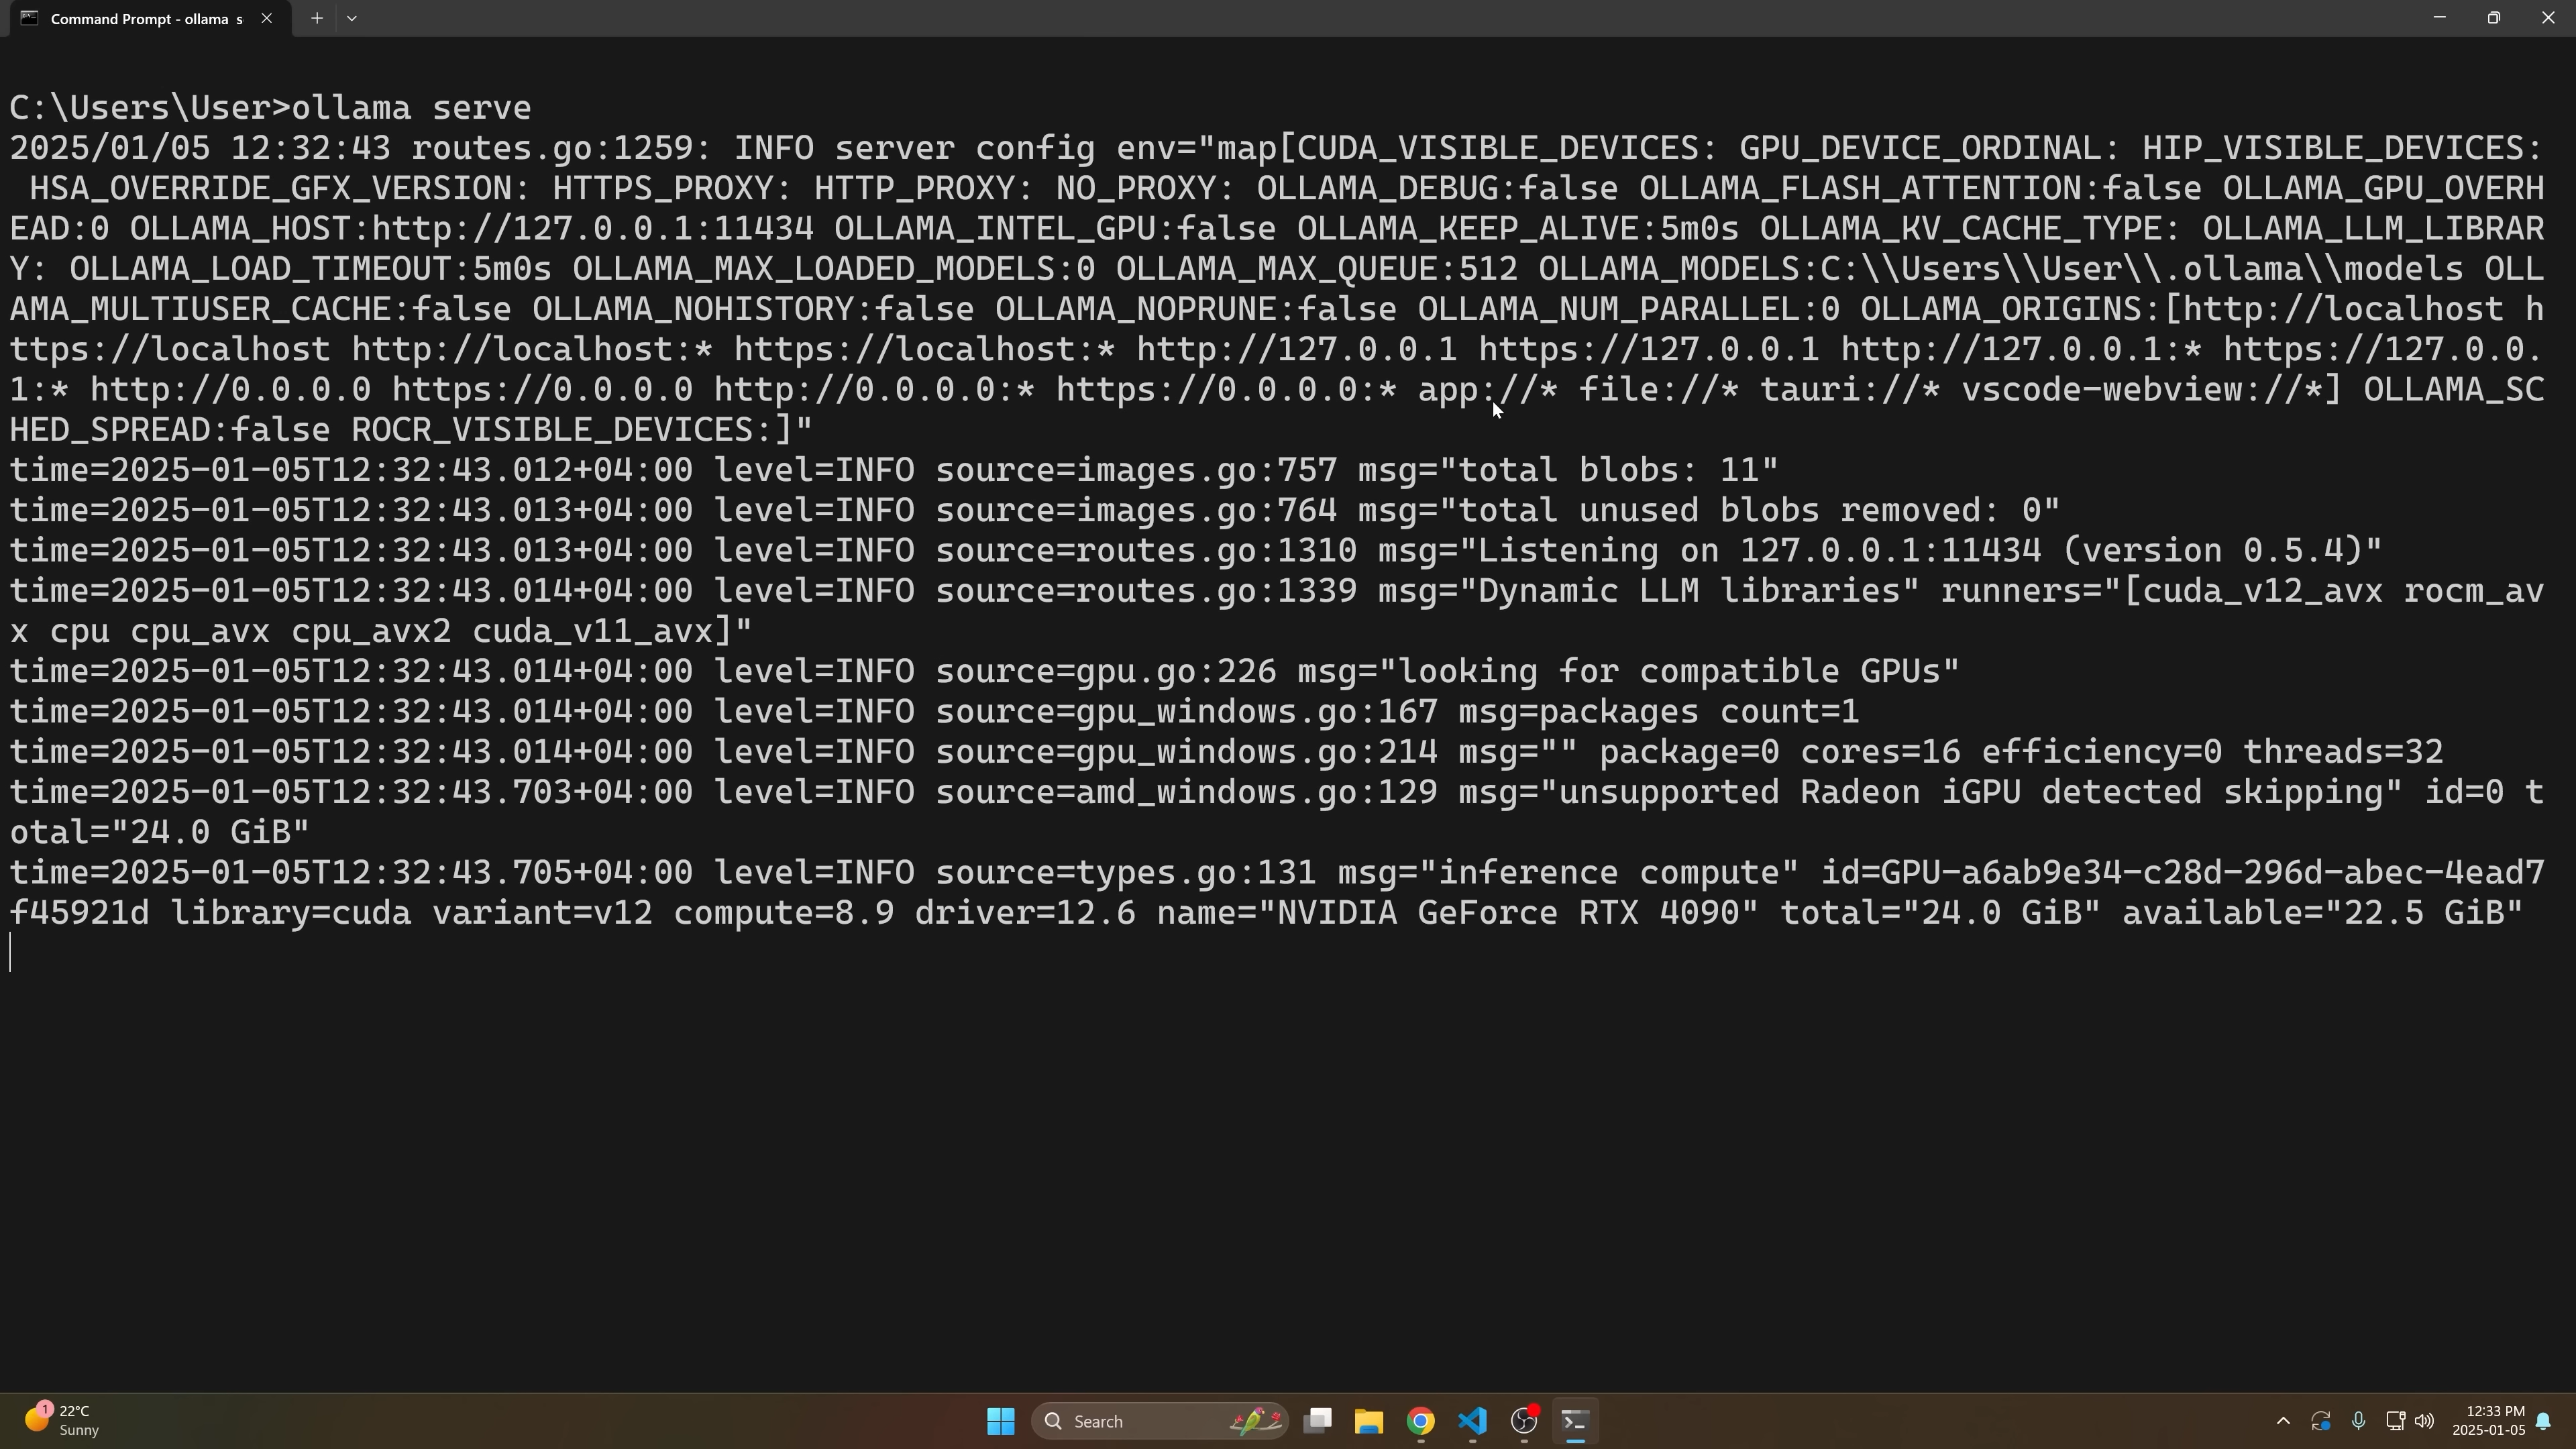 Command Prompt - ollama s
C:\Users\User>ollama serve
2025/01/05 12:32:43 routes.go:1259: INFO server config env="map[CUDA_VISIBLE_DEVICES: GPU_DEVICE_ORDINAL: HIP_VISIBLE_DEVICES:
 HSA_OVERRIDE_GFX_VERSION: HTTPS_PROXY: HTTP_PROXY: NO_PROXY: OLLAMA_DEBUG:false OLLAMA_FLASH_ATTENTION:false OLLAMA_GPU_OVERH
EAD:0 OLLAMA_HOST:http://127.0.0.1:11434 OLLAMA_INTEL_GPU:false OLLAMA_KEEP_ALIVE:5m0s OLLAMA_KV_CACHE_TYPE: OLLAMA_LLM_LIBRAR
Y: OLLAMA_LOAD_TIMEOUT:5m0s OLLAMA_MAX_LOADED_MODELS:0 OLLAMA_MAX_QUEUE:512 OLLAMA_MODELS:C:\\Users\\User\\.ollama\\models OLL
AMA_MULTIUSER_CACHE:false OLLAMA_NOHISTORY:false OLLAMA_NOPRUNE:false OLLAMA_NUM_PARALLEL:0 OLLAMA_ORIGINS:[http://localhost h
ttps://localhost http://localhost:* https://localhost:* http://127.0.0.1 https://127.0.0.1 http://127.0.0.1:* https://127.0.0.
1:* http://0.0.0.0 https://0.0.0.0 http://0.0.0.0:* https://0.0.0.0:* app://* file://* tauri://* vscode-webview://*] OLLAMA_SC
HED_SPREAD:false ROCR_VISIBLE_DEVICES:]"
time=2025-01-05T12:32:43.012+04:00 level=INFO source=images.go:757 msg="total blobs: 11"
time=2025-01-05T12:32:43.013+04:00 level=INFO source=images.go:764 msg="total unused blobs removed: 0"
time=2025-01-05T12:32:43.013+04:00 level=INFO source=routes.go:1310 msg="Listening on 127.0.0.1:11434 (version 0.5.4)"
time=2025-01-05T12:32:43.014+04:00 level=INFO source=routes.go:1339 msg="Dynamic LLM libraries" runners="[cuda_v12_avx rocm_av
x cpu cpu_avx cpu_avx2 cuda_v11_avx]"
time=2025-01-05T12:32:43.014+04:00 level=INFO source=gpu.go:226 msg="looking for compatible GPUs"
time=2025-01-05T12:32:43.014+04:00 level=INFO source=gpu_windows.go:167 msg=packages count=1
time=2025-01-05T12:32:43.014+04:00 level=INFO source=gpu_windows.go:214 msg="" package=0 cores=16 efficiency=0 threads=32
time=2025-01-05T12:32:43.703+04:00 level=INFO source=amd_windows.go:129 msg="unsupported Radeon iGPU detected skipping" id=0 t
otal="24.0 GiB"
time=2025-01-05T12:32:43.705+04:00 level=INFO source=types.go:131 msg="inference compute" id=GPU-a6ab9e34-c28d-296d-abec-4ead7
f45921d library=cuda variant=v12 compute=8.9 driver=12.6 name="NVIDIA GeForce RTX 4090" total="24.0 GiB" available="22.5 GiB"
1
22°C
Sunny
Search
12:33 PM
2025-01-05